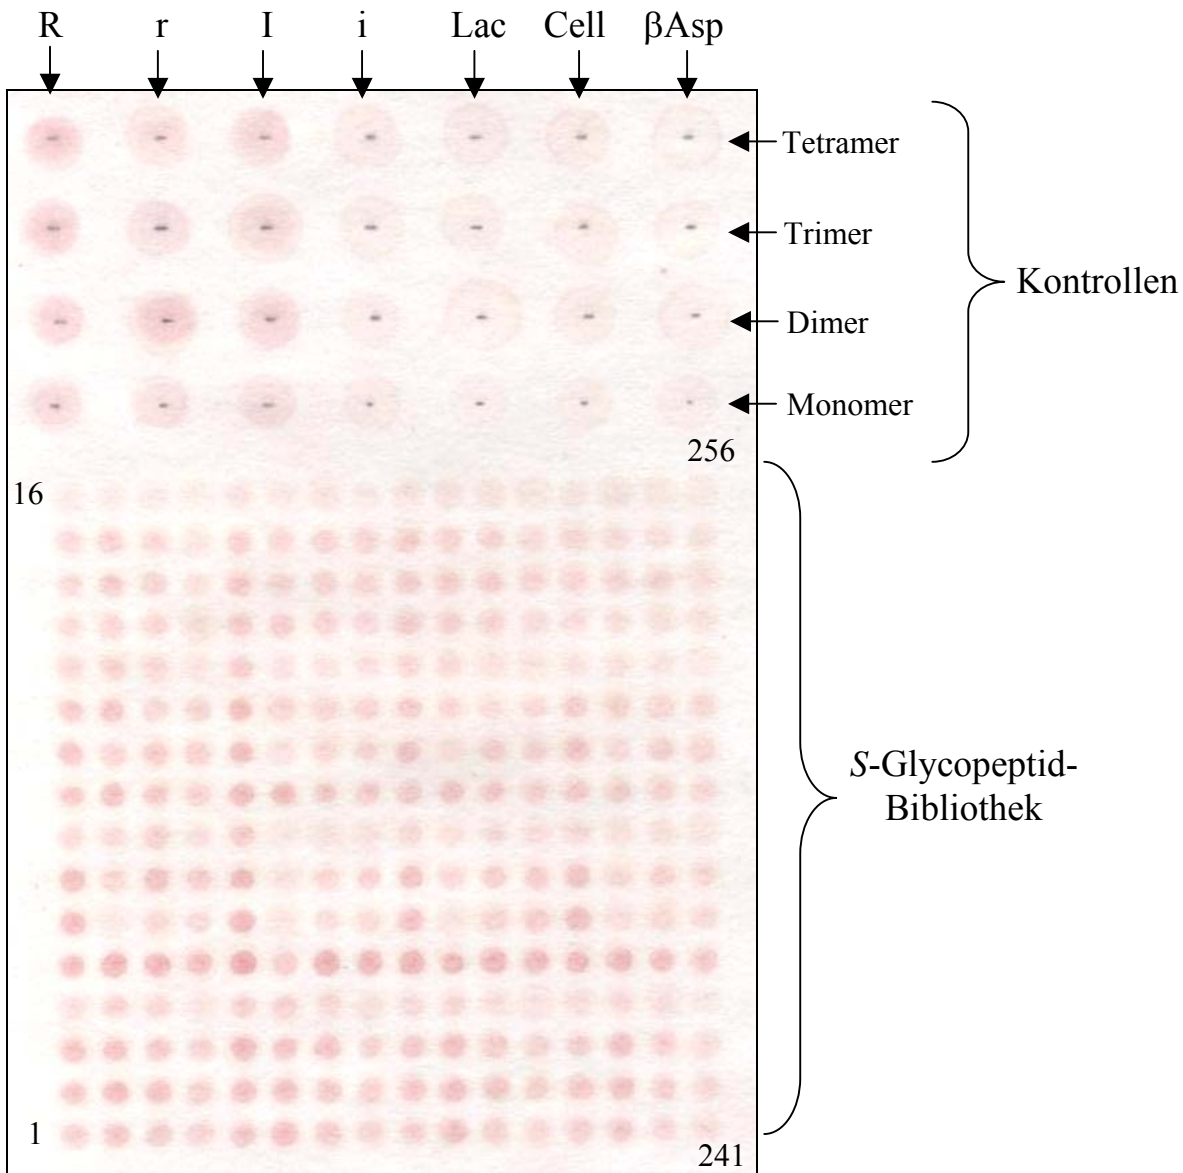 R r I i Lac Cell βAsp
Tetramer
Trimer
Kontrollen
Dimer
Monomer
256
16
S-Glycopeptid-
Bibliothek
1
241